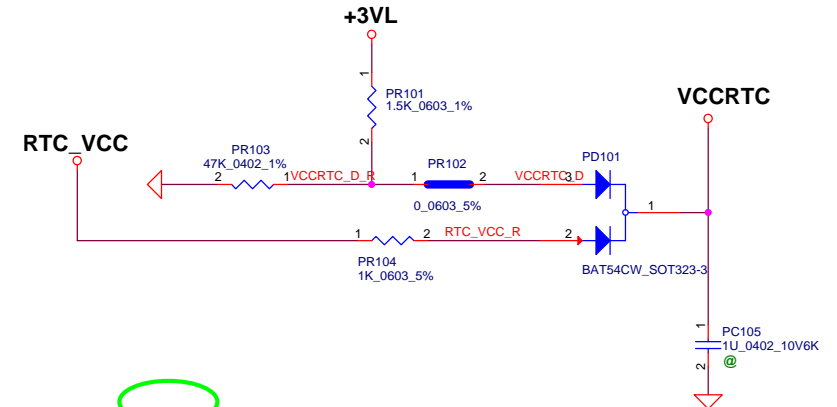 +3VL
1
PR101
1.5K_0603_1%
2
VCCRTC
RTC_VCC
PR103
47K_0402_1%
2
1
VCCRTC_D_R
1
PR102
2
0_0603_5%
VCCRTC_D
3
PD101
1
1
2
RTC_VCC_R
2
PR104
1K_0603_5%
BAT54CW_SOT323-3
1
PC105
1U_0402_10V6K
2
@